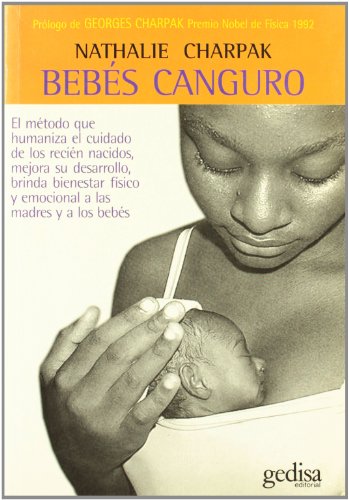 Prólogo de GEORGES CHARPAK Premio Nobel de Física 1992
NATHALIE CHARPAK
BEBÉS CANGURO
El método que
humaniza el cuidado
de los recién nacidos,
mejora su desarrollo,
brinda bienestar físico
y emocional a las
madres y a los bebés
gedisa
editorial